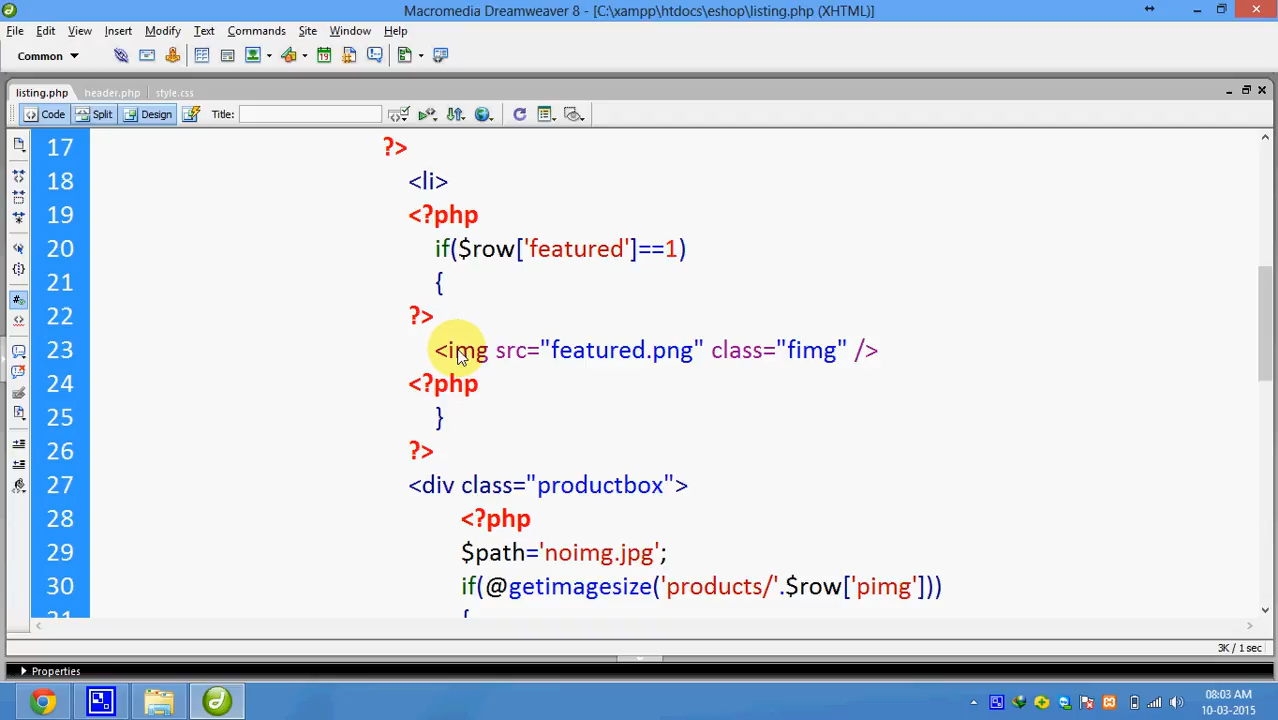 Macromedia Dreamweaver 8 - [C:\xampp\htdocs\eshop\listing.php (XHTML)]
File Edit View Insert Modify Text Commands Site Window Help
Common
listing.php header.php style.css
Code Split Design Title:
17 ?>
18 <li>
19 <?php
20 if($row['featured']==1)
21 {
22 ?>
23 <img src="featured.png" class="fimg" />
24 <?php
25 }
26 ?>
27 <div class="productbox">
28 <?php
29 $path='noimg.jpg';
30 if(@getimagesize('products/'.$row['pimg']))
31 {
3K / 1 sec
Properties
08:03 AM
10-03-2015